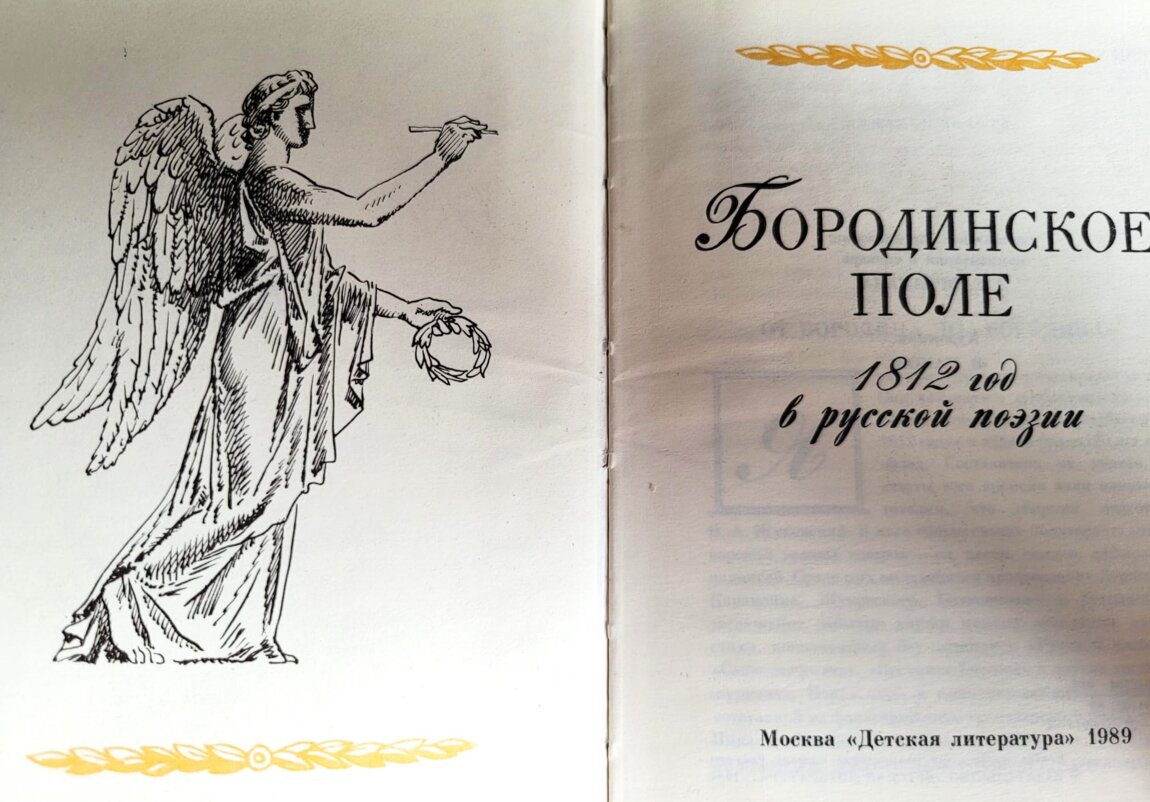 Бородинское
поле
1812 год
в русской поэзии
Москва «Детская литература» 1989